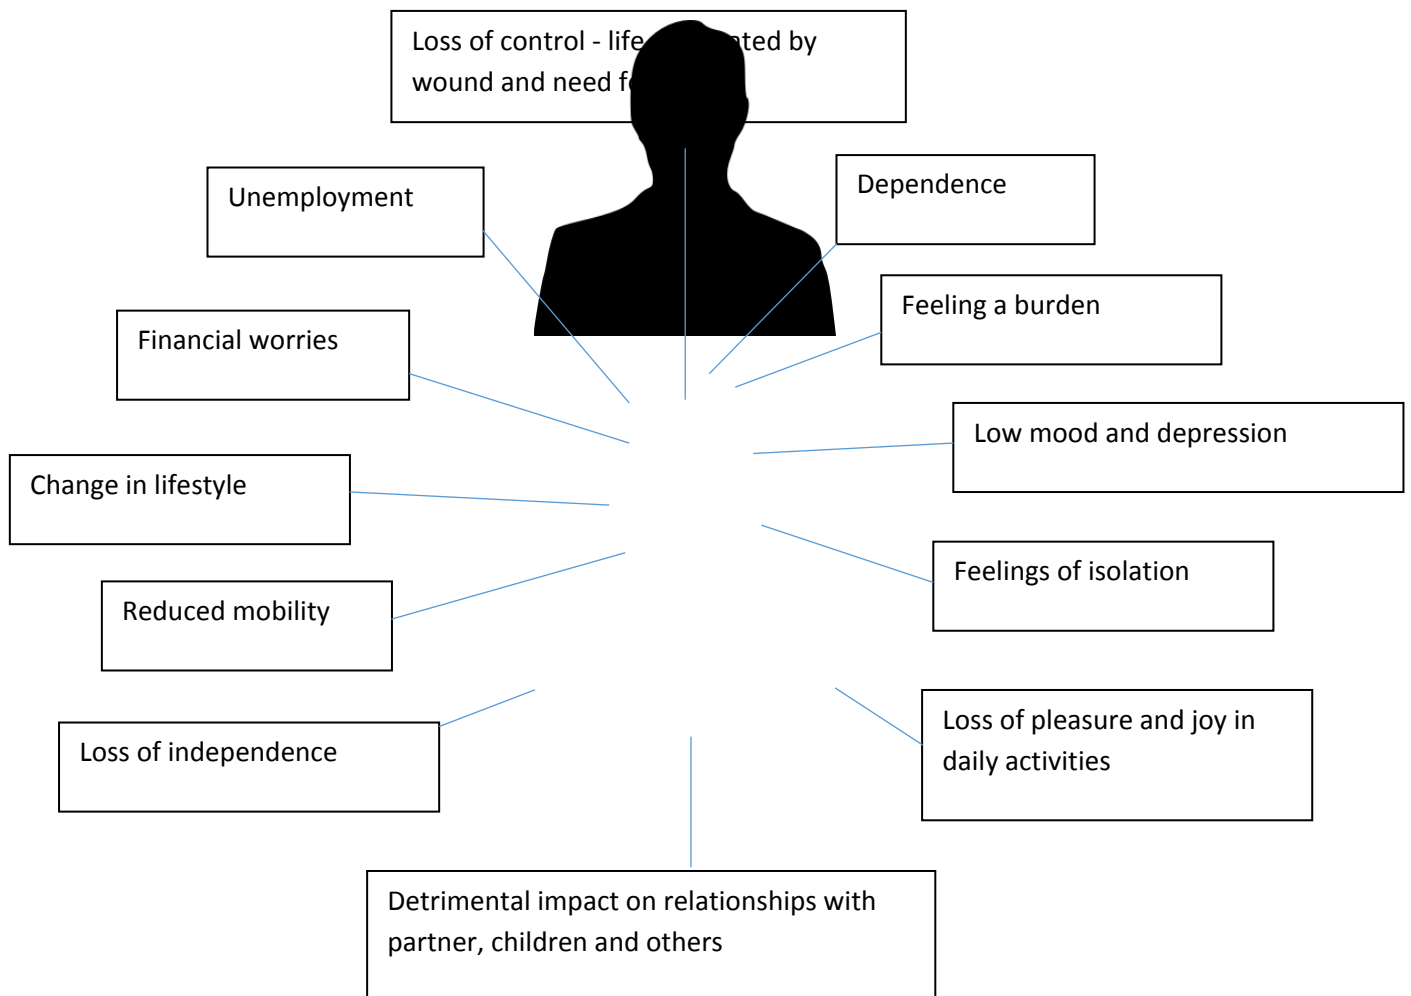 Loss of control - life by
wound and need
Unemployment
Dependence
Feeling a burden
Financial worries
Low mood and depression
Change in lifestyle
Feelings of isolation
Reduced mobility
Loss of pleasure and joy in
daily activities
Loss of independence
Detrimental impact on relationships with
partner, children and others